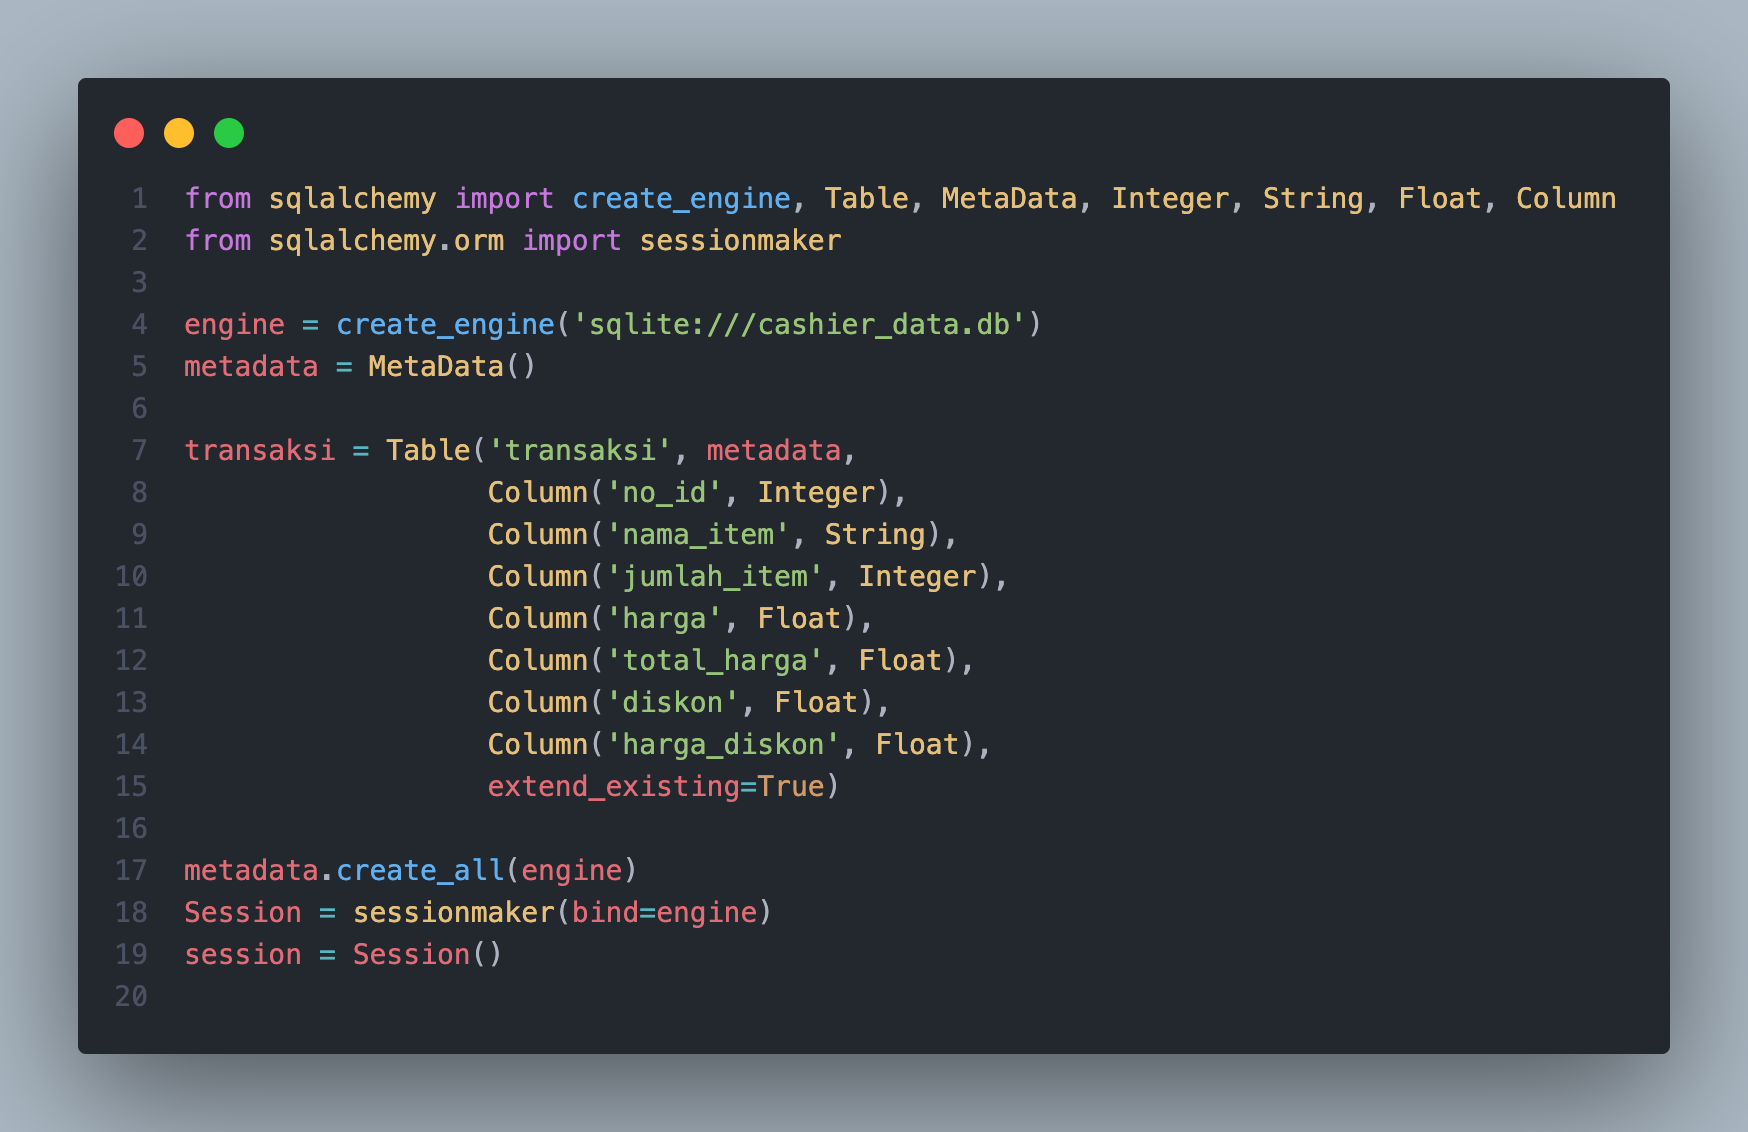 1 from sqlalchemy import create_engine, Table, MetaData, Integer, String, Float, Column
2 from sqlalchemy.orm import sessionmaker
3
4 engine = create_engine('sqlite:///cashier_data.db')
5 metadata = MetaData()
6
7 transaksi = Table('transaksi', metadata,
8                   Column('no_id', Integer),
9                   Column('nama_item', String),
10                   Column('jumlah_item', Integer),
11                   Column('harga', Float),
12                   Column('total_harga', Float),
13                   Column('diskon', Float),
14                   Column('harga_diskon', Float),
15                   extend_existing=True)
16
17 metadata.create_all(engine)
18 Session = sessionmaker(bind=engine)
19 session = Session()
20